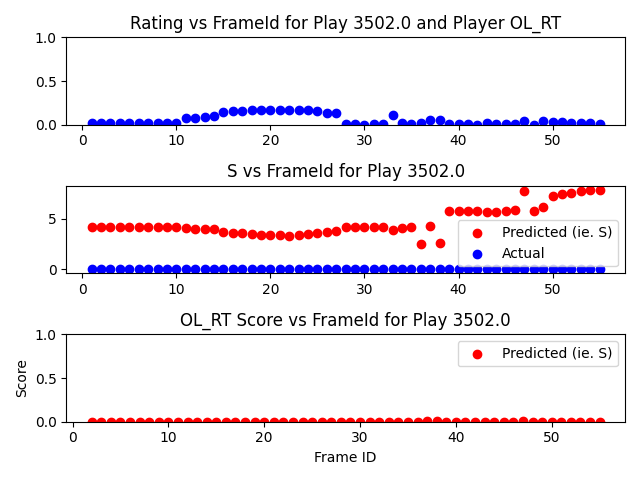 Rating vs FrameId for Play 3502.0 and Player OL_RT
1.0
0.5
0.0
0 10 20 30 40 50
S vs FrameId for Play 3502.0
5
0
Predicted (ie. S)
Actual
0 10 20 30 40 50
OL_RT Score vs FrameId for Play 3502.0
1.0
0.5
0.0
Score
Predicted (ie. S)
0 10 20 30 40 50
Frame ID